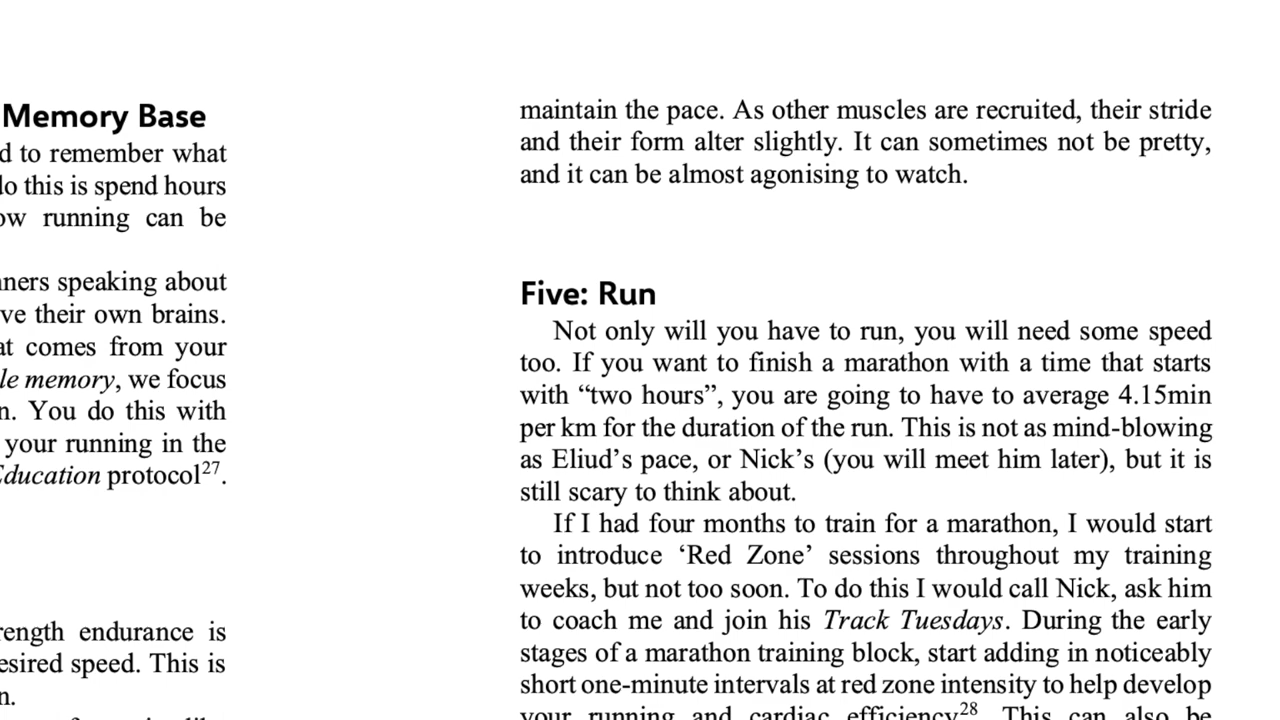 Memory Base
to remember what
this is spend hours
running can be
speaking about
their own brains.
comes from your
memory, we focus
You do this with
your running in the
Education protocol27.
endurance is
speed. This is
maintain the pace. As other muscles are recruited, their stride
and their form alter slightly. It can sometimes not be pretty,
and it can be almost agonising to watch.
Five: Run
Not only will you have to run, you will need some speed
too. If you want to finish a marathon with a time that starts
with “two hours”, you are going to have to average 4.15min
per km for the duration of the run. This is not as mind-blowing
as Eliud’s pace, or Nick’s (you will meet him later), but it is
still scary to think about.
If I had four months to train for a marathon, I would start
to introduce ‘Red Zone’ sessions throughout my training
weeks, but not too soon. To do this I would call Nick, ask him
to coach me and join his Track Tuesdays. During the early
stages of a marathon training block, start adding in noticeably
short one-minute intervals at red zone intensity to help develop
your running and cardiac efficiency28. This can also be